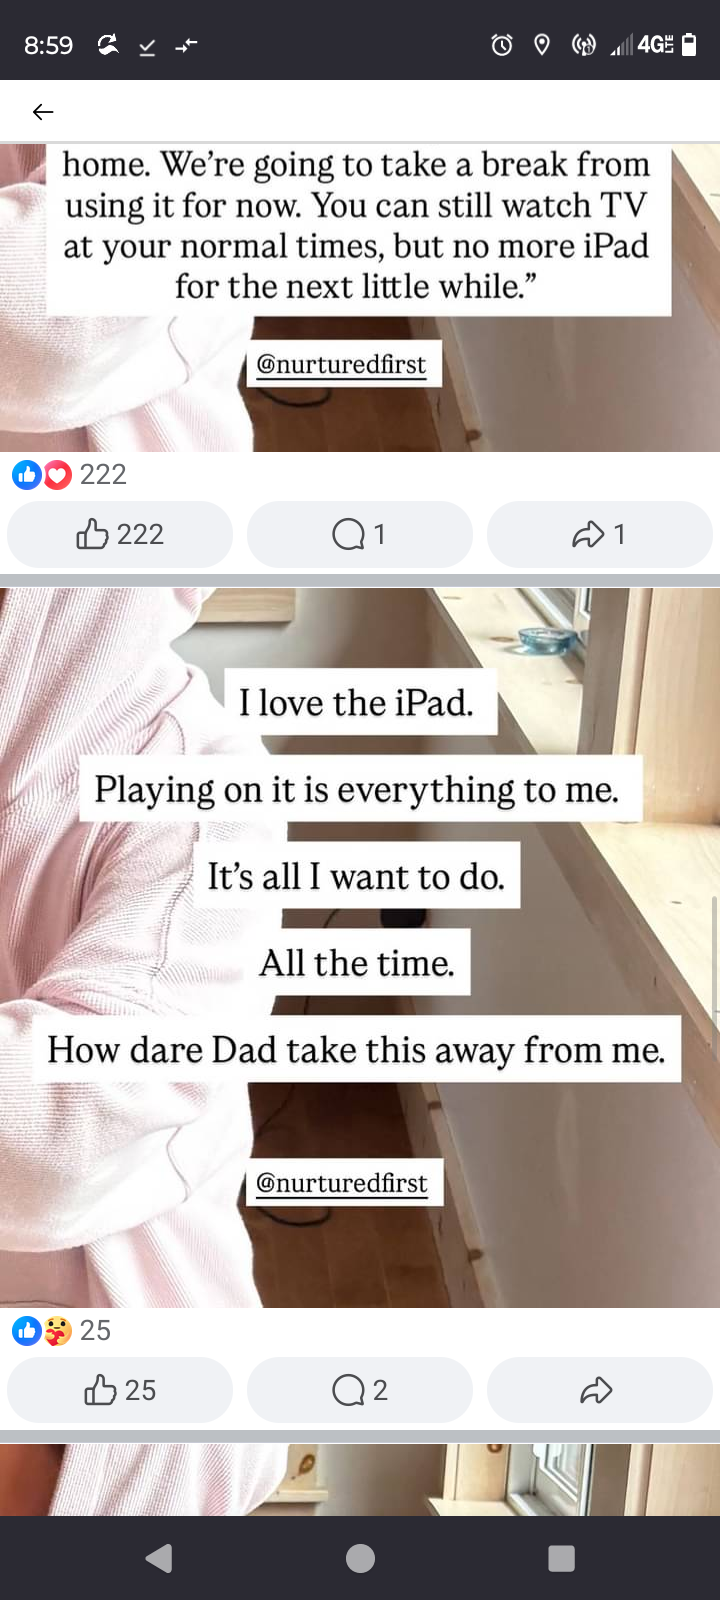 8:59
4G LTE
home. We’re going to take a break from
using it for now. You can still watch TV
at your normal times, but no more iPad
for the next little while.”
@nurturedfirst
222
222
1
1
I love the iPad.
Playing on it is everything to me.
It’s all I want to do.
All the time.
How dare Dad take this away from me.
@nurturedfirst
25
25
2